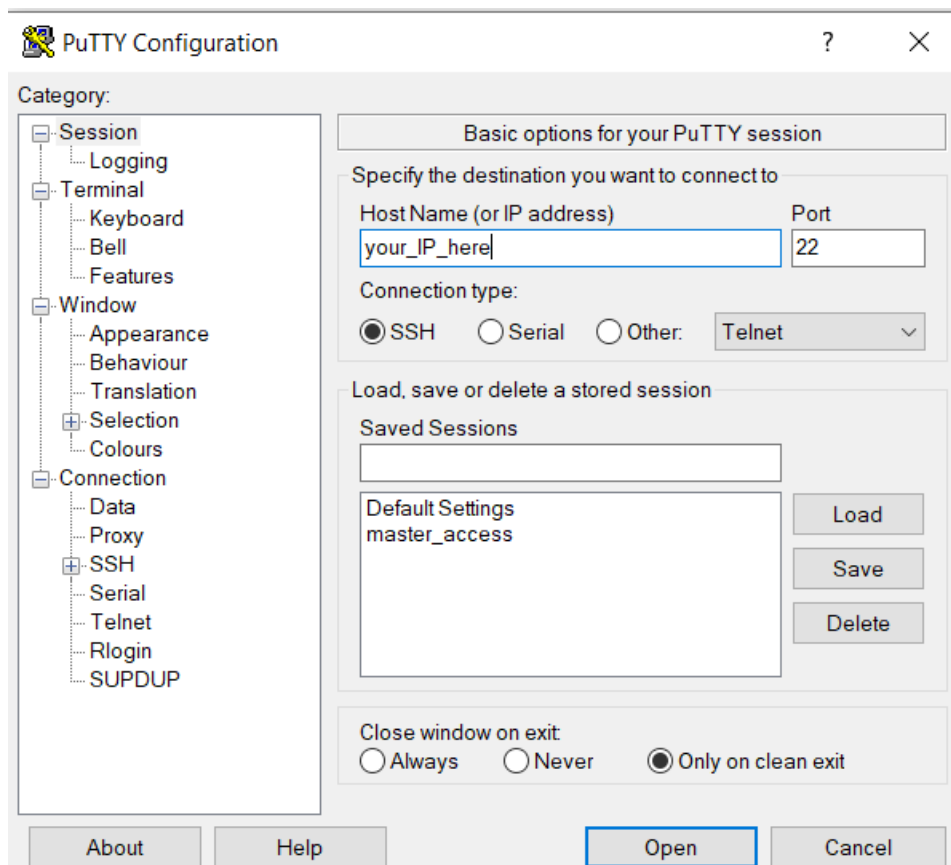 PuTTY Configuration
?
Category:
Session
Logging
Terminal
Keyboard
Bell
Features
Window
Appearance
Behaviour
Translation
Selection
Colours
Connection
Data
Proxy
SSH
Serial
Telnet
Rlogin
SUPDUP
Basic options for your PuTTY session
Specify the destination you want to connect to
Host Name (or IP address) Port
your_IP_here 22
Connection type:
SSH Serial Other: Telnet
Load, save or delete a stored session
Saved Sessions
Default Settings
master_access
Load
Save
Delete
Close window on exit:
Always Never Only on clean exit
About Help Open Cancel